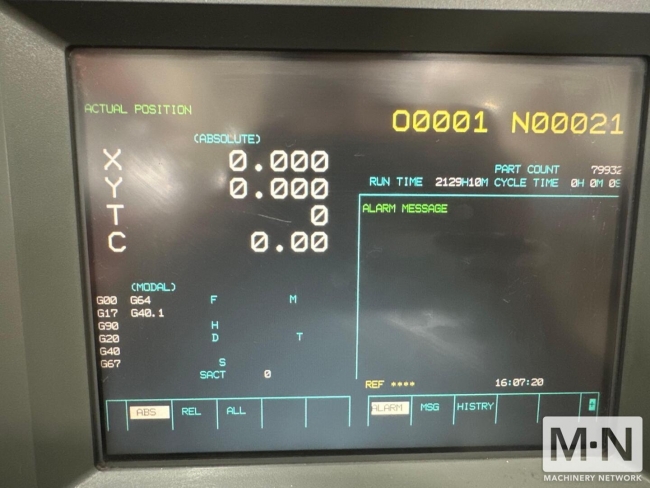 ACTUAL POSITION
O0001 N00021
(ABSOLUTE)
X 0.000
Y 0.000
T 0
C 0.00
PART COUNT 79932
RUN TIME 2129H10M CYCLE TIME 0H 0M 0S
ALARM MESSAGE
(MODAL)
G00 G64 F M
G17 G40.1
G90 H
G20 D T
G40
G67 S
SACT 0
REF **** 16:07:20
ABS REL ALL
ALARM MSG HISTRY +
M·N
MACHINERY NETWORK